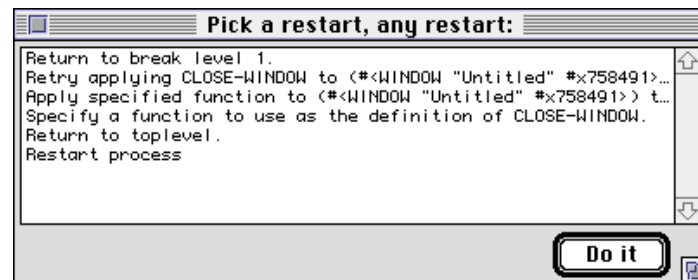 Pick a restart, any restart:
Return to break level 1.
Retry applying CLOSE-WINDOW to (#<WINDOW "Untitled" #x758491>…
Apply specified function to (#<WINDOW "Untitled" #x758491>) t…
Specify a function to use as the definition of CLOSE-WINDOW.
Return to toplevel.
Restart process
Do it